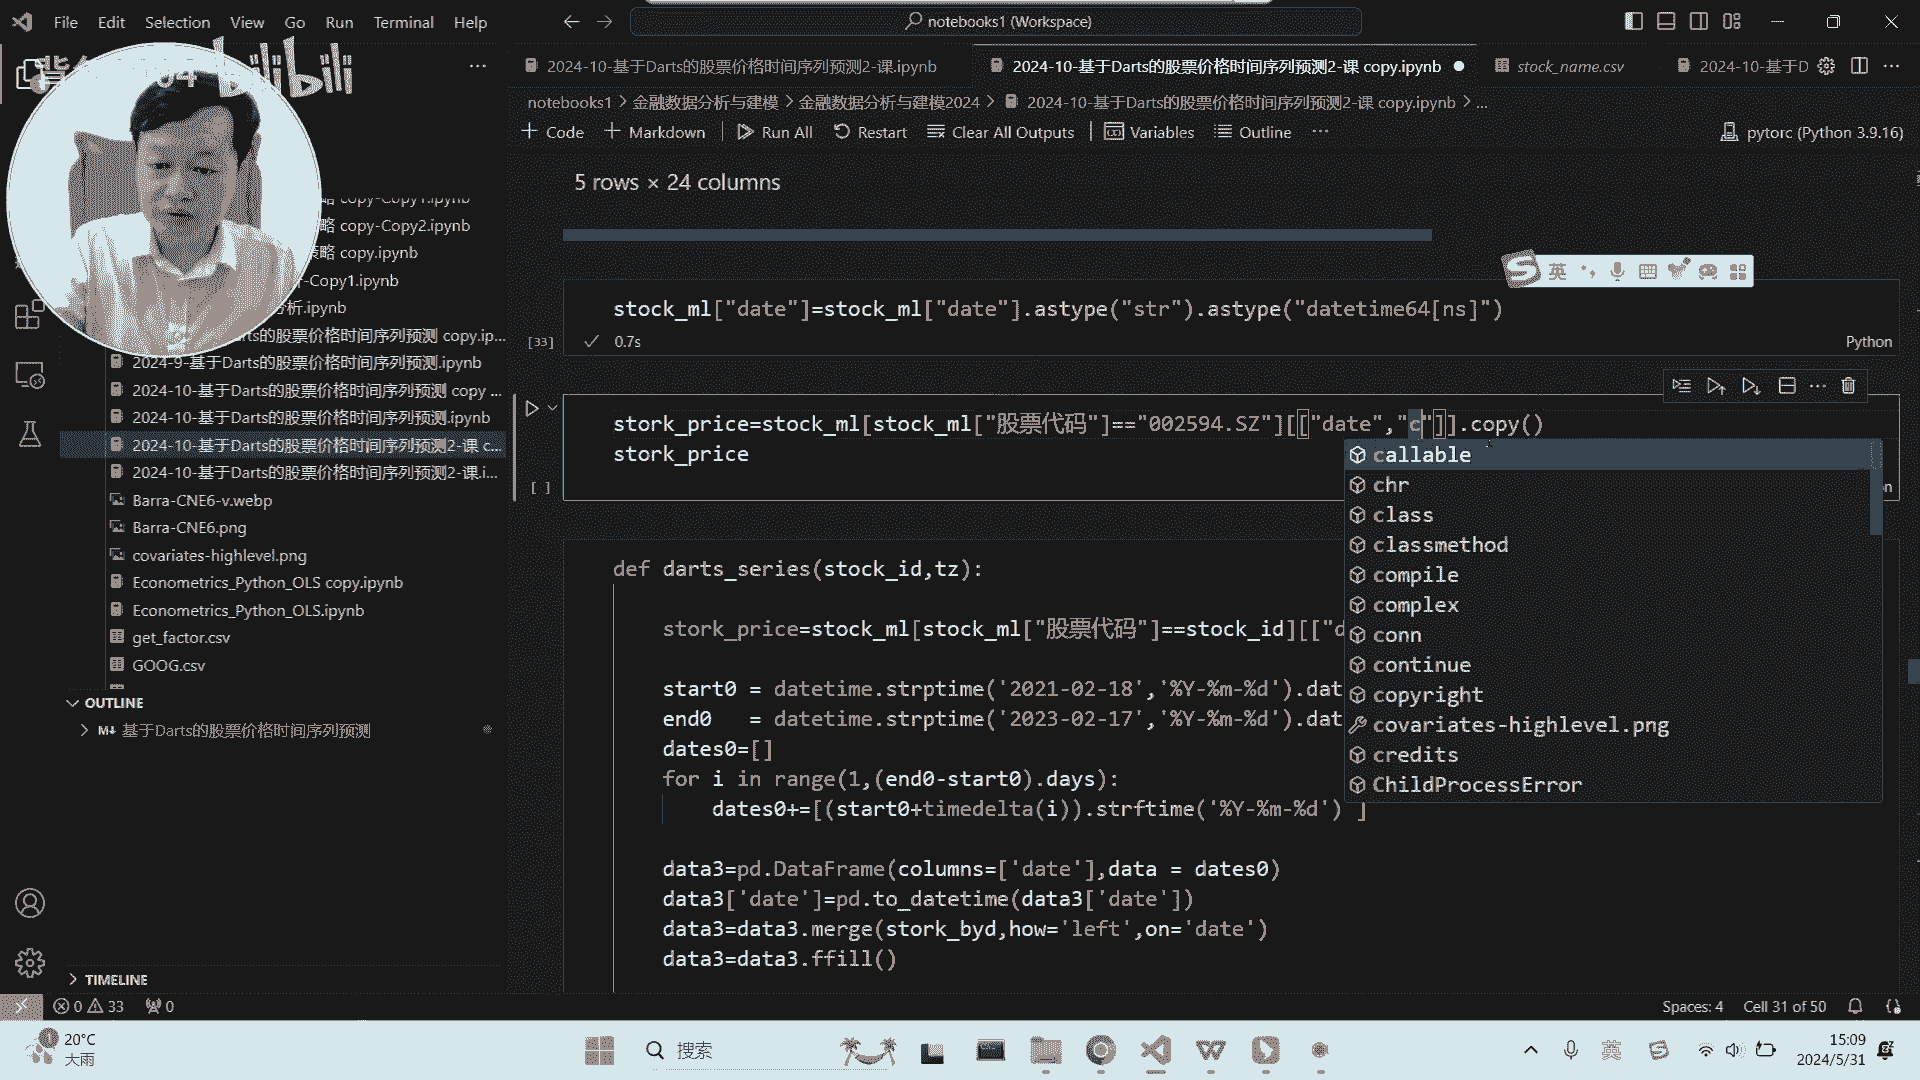 File Edit Selection View Go Run Terminal Help
notebooks1 (Workspace)
bilibili
2024-10-基于Darts的股票价格时间序列预测2-课.ipynb
2024-10-基于Darts的股票价格时间序列预测2-课 copy.ipynb
stock_name.csv
2024-10-基于D
notebooks1 > 金融数据分析与建模 > 金融数据分析与建模2024 > 2024-10-基于Darts的股票价格时间序列预测2-课 copy.ipynb > ...
Code Markdown Run All Restart Clear All Outputs Variables Outline ...
pytorc (Python 3.9.16)
5 rows × 24 columns
英
stock_ml["date"]=stock_ml["date"].astype("str").astype("datetime64[ns]")
[33] 0.7s
Python
stork_price=stock_ml[stock_ml["股票代码"]=="002594.SZ"][["date","c"]].copy()
stork_price
[ ]
callable
chr
class
classmethod
compile
complex
conn
continue
copyright
covariates-highlevel.png
credits
ChildProcessError
def darts_series(stock_id,tz):
stork_price=stock_ml[stock_ml["股票代码"]==stock_id][["d
start0 = datetime.strptime('2021-02-18','%Y-%m-%d').dat
end0 = datetime.strptime('2023-02-17','%Y-%m-%d').dat
dates0=[]
for i in range(1,(end0-start0).days):
dates0+=[(start0+timedelta(i)).strftime('%Y-%m-%d') ]
data3=pd.DataFrame(columns=['date'],data = dates0)
data3['date']=pd.to_datetime(data3['date'])
data3=data3.merge(stork_byd,how='left',on='date')
data3=data3.ffill()
略 copy-Copy1.ipynb
略 copy-Copy2.ipynb
策略 copy.ipynb
-Copy1.ipynb
分析.ipynb
Darts的股票价格时间序列预测 copy.ip...
2024-9-基于Darts的股票价格时间序列预测.ipynb
2024-10-基于Darts的股票价格时间序列预测 copy ...
2024-10-基于Darts的股票价格时间序列预测.ipynb
2024-10-基于Darts的股票价格时间序列预测2-课 c...
2024-10-基于Darts的股票价格时间序列预测2-课.i...
Barra-CNE6-v.webp
Barra-CNE6.png
covariates-highlevel.png
Econometrics_Python_OLS copy.ipynb
Econometrics_Python_OLS.ipynb
get_factor.csv
GOOG.csv
OUTLINE
基于Darts的股票价格时间序列预测
TIMELINE
0 33 0
Spaces: 4 Cell 31 of 50
20°C
大雨
搜索
英
15:09
2024/5/31